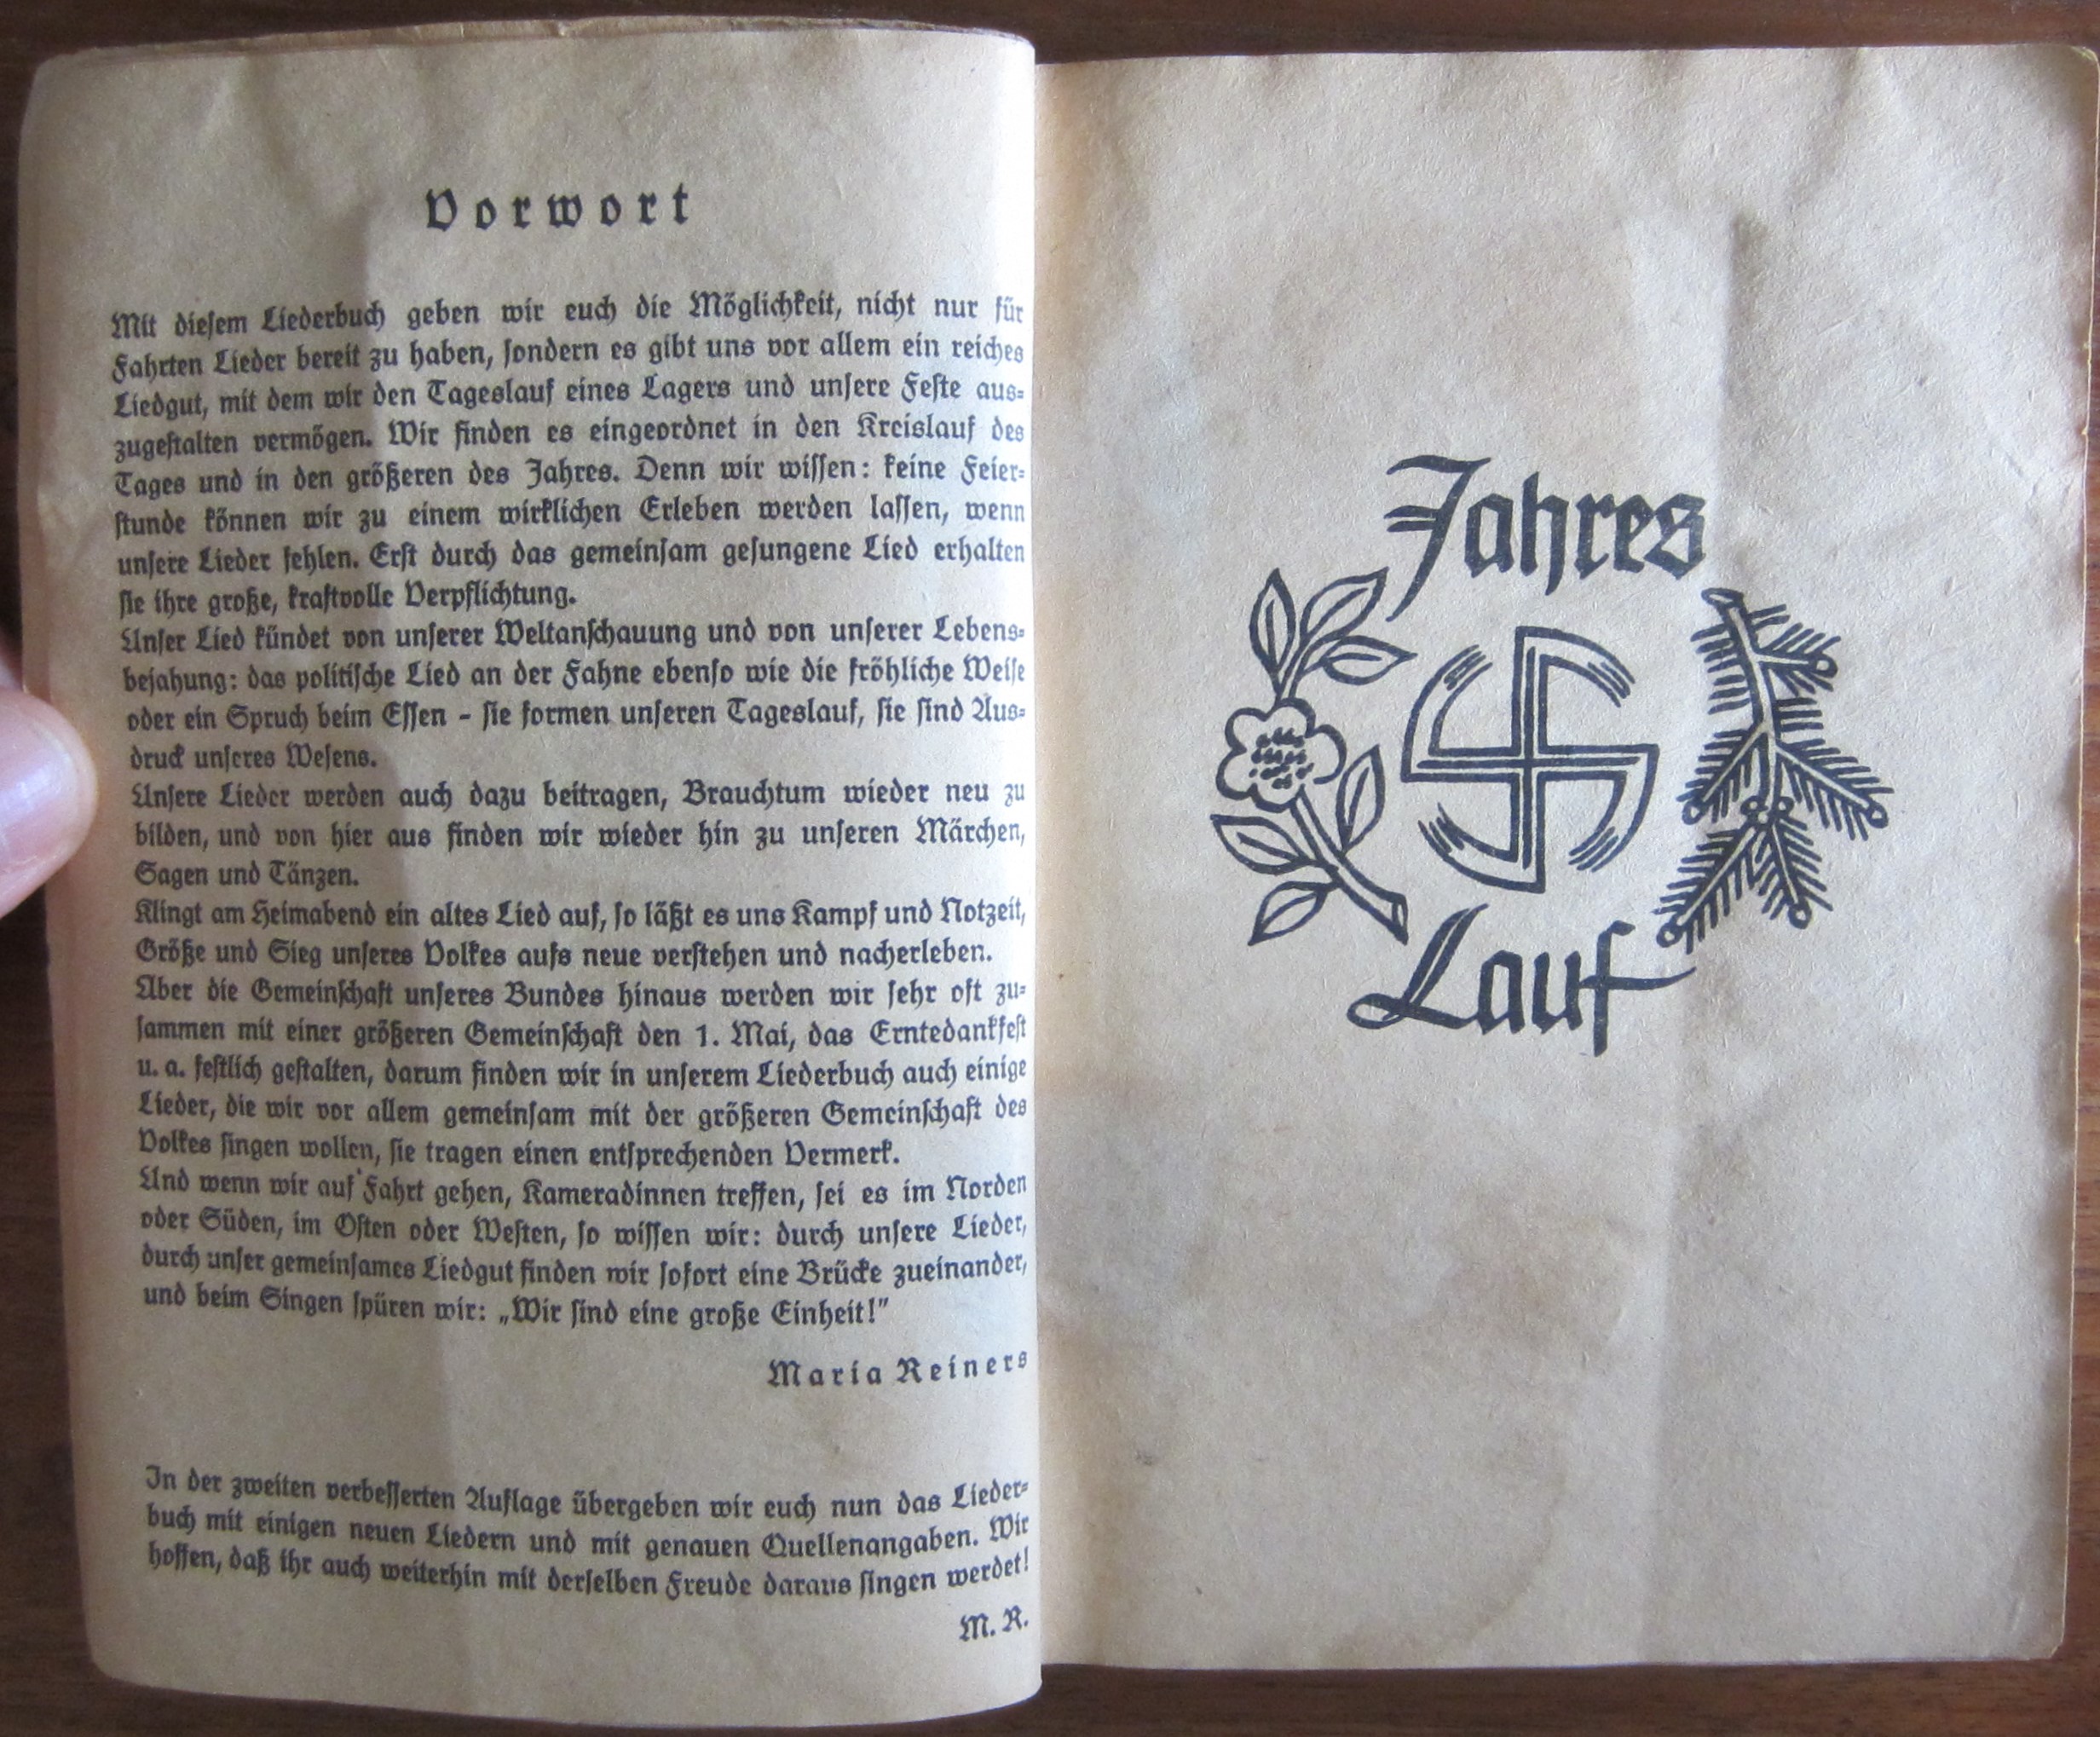 Vorwort
Mit diesem Liederbuch geben wir euch die Möglichkeit, nicht nur für
Fahrten Lieder bereit zu haben, sondern es gibt uns vor allem ein reiches
Liedgut, mit dem wir den Tageslauf eines Lagers und unsere Feste aus-
zugestalten vermögen. Wir finden es eingeordnet in den Kreislauf des
Tages und in den größeren des Jahres. Denn wir wissen: keine Feier-
stunde können wir zu einem wirklichen Erleben werden lassen, wenn
unsere Lieder fehlen. Erst durch das gemeinsam gesungene Lied erhalten
sie ihre große, kraftvolle Verpflichtung.
Unser Lied kündet von unserer Weltanschauung und von unserer Lebens-
bejahung: das politische Lied an der Fahne ebenso wie die fröhliche Weise
oder ein Spruch beim Essen - sie formen unseren Tageslauf, sie sind Aus-
druck unseres Wesens.
Unsere Lieder werden auch dazu beitragen, Brauchtum wieder neu zu
bilden, und von hier aus finden wir wieder hin zu unseren Märchen,
Sagen und Tänzen.
Klingt am Heimabend ein altes Lied auf, so läßt es uns Kampf und Notzeit,
Größe und Sieg unseres Volkes aufs neue verstehen und nacherleben.
Über die Gemeinschaft unseres Bundes hinaus werden wir sehr oft zu-
sammen mit einer größeren Gemeinschaft den 1. Mai, das Erntedankfest
u. a. festlich gestalten, darum finden wir in unserem Liederbuch auch einige
Lieder, die wir vor allem gemeinsam mit der größeren Gemeinschaft des
Volkes singen wollen, sie tragen einen entsprechenden Vermerk.
Und wenn wir auf Fahrt gehen, Kameradinnen treffen, sei es im Norden
oder Süden, im Osten oder Westen, so wissen wir: durch unsere Lieder,
durch unser gemeinsames Liedgut finden wir sofort eine Brücke zueinander,
und beim Singen spüren wir: „Wir sind eine große Einheit!"
Maria Reiners
In der zweiten verbesserten Auflage übergeben wir euch nun das Lieder-
buch mit einigen neuen Liedern und mit genauen Quellenangaben. Wir
hoffen, daß ihr auch weiterhin mit derselben Freude daraus singen werdet!
M. R.
Jahres
Lauf